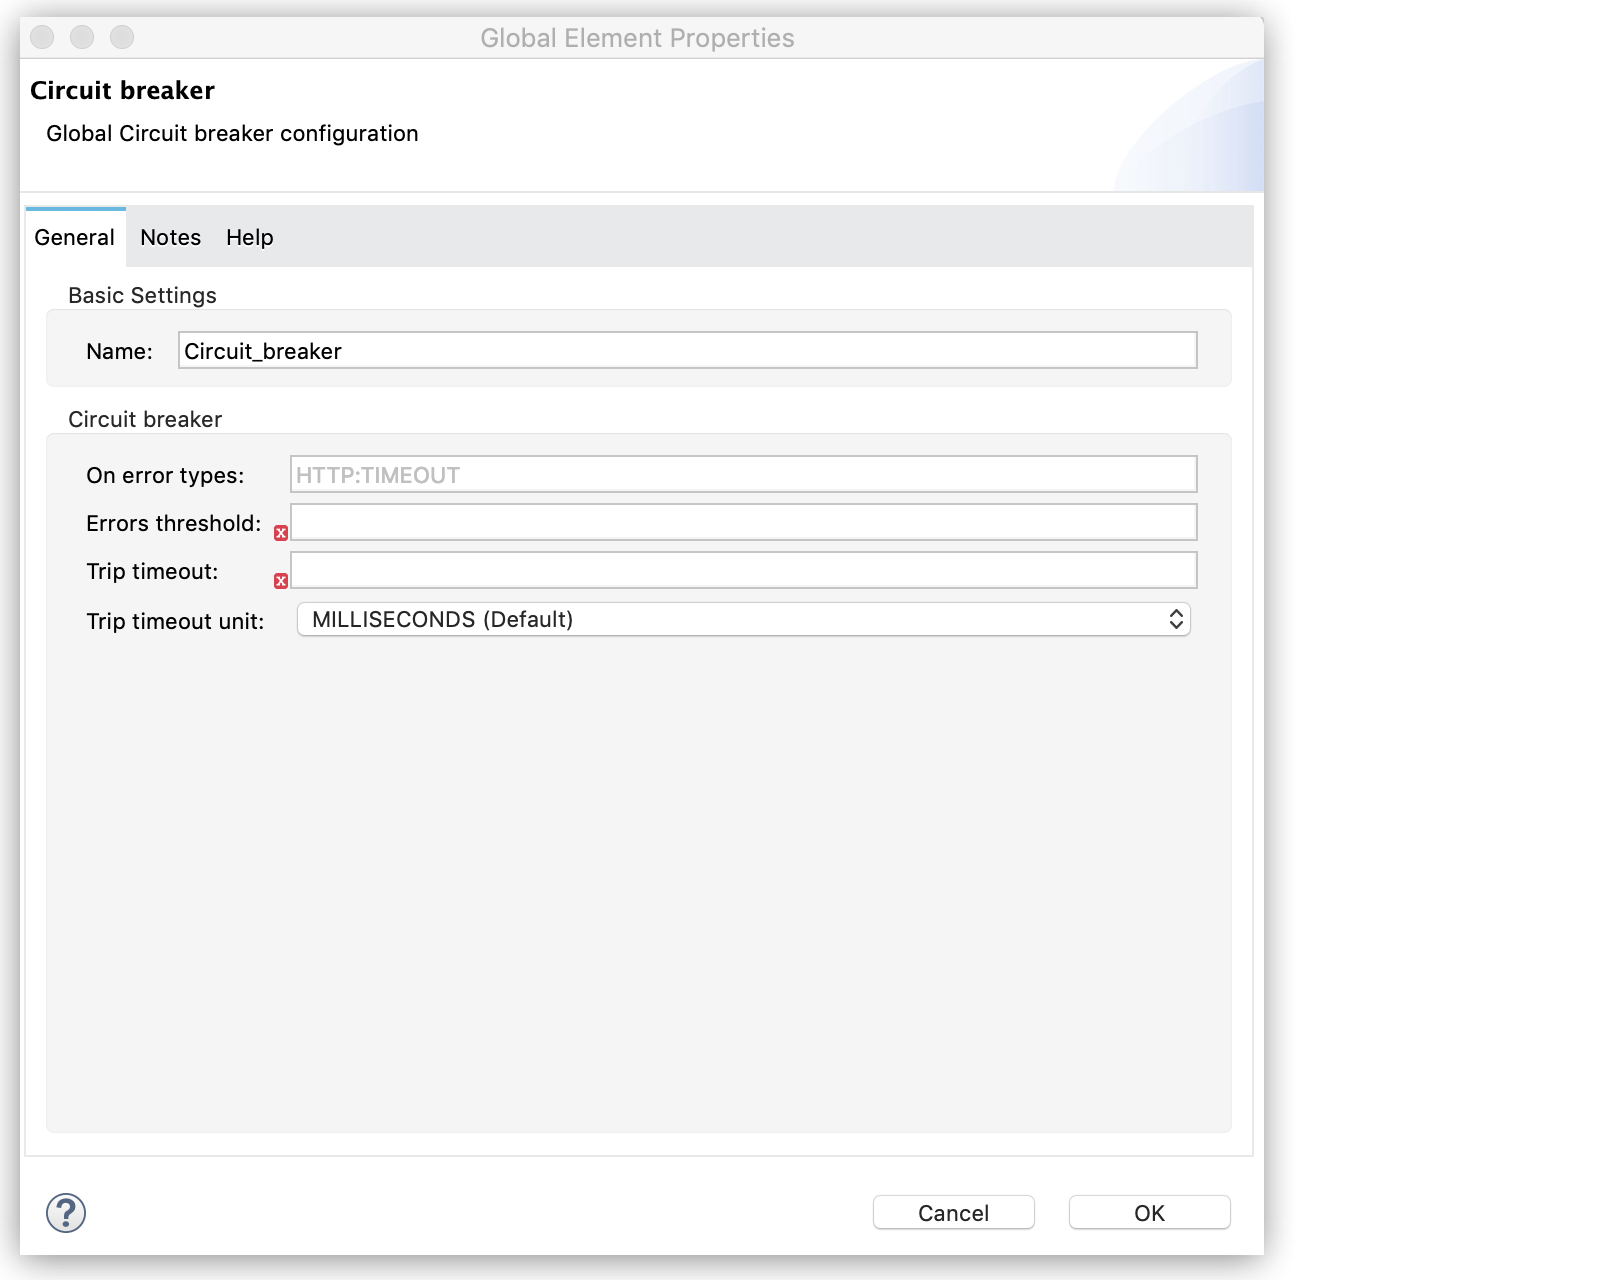 Global Element Properties
Circuit breaker
Global Circuit breaker configuration
General Notes Help
Basic Settings
Name: Circuit_breaker
Circuit breaker
On error types: HTTP:TIMEOUT
Errors threshold:
Trip timeout:
Trip timeout unit: MILLISECONDS (Default)
? Cancel OK